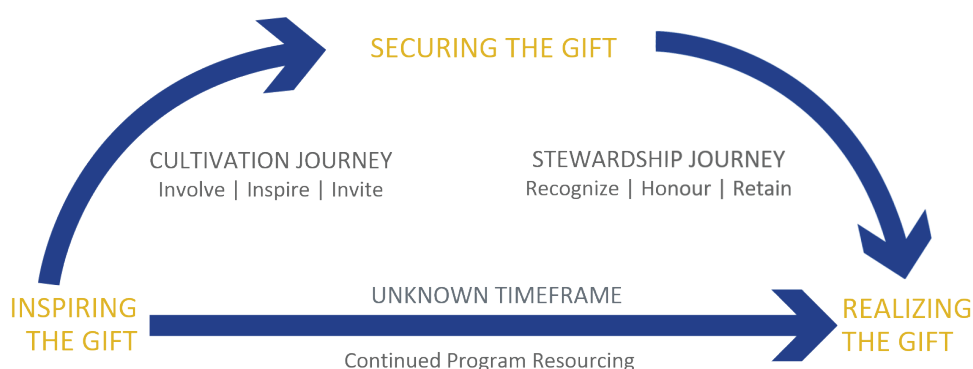 SECURING THE GIFT
CULTIVATION JOURNEY
Involve | Inspire | Invite
STEWARDSHIP JOURNEY
Recognize | Honour | Retain
INSPIRING
THE GIFT
UNKNOWN TIMEFRAME
Continued Program Resourcing
REALIZING
THE GIFT